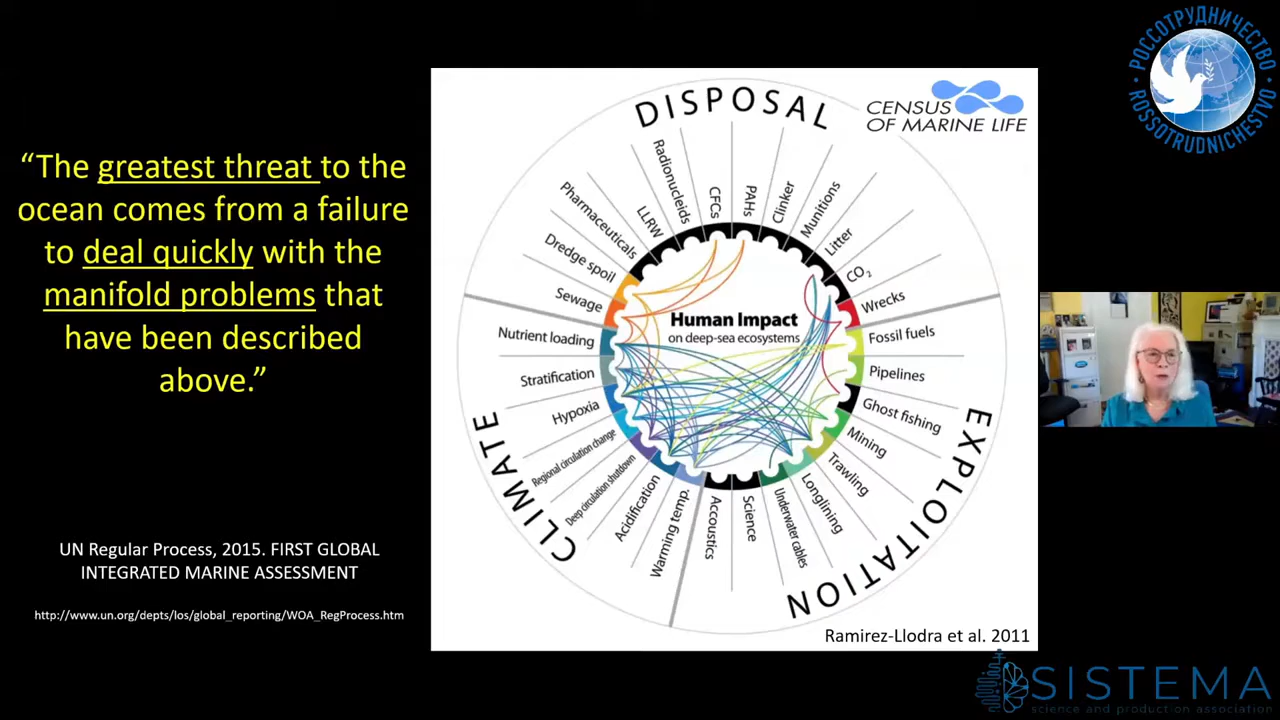 “The greatest threat to the
ocean comes from a failure
to deal quickly with the
manifold problems that
have been described
above.”
UN Regular Process, 2015. FIRST GLOBAL
INTEGRATED MARINE ASSESSMENT
http://www.un.org/depts/los/global_reporting/WOA_RegProcess.htm
CENSUS
OF MARINE LIFE
DISPOSAL
Sewage
Dredge spoil
Pharmaceuticals
LLRW
Radionucleids
CFCs
PAHs
Clinker
Munitions
Litter
CO₂
Wrecks
EXPLOITATION
Fossil fuels
Pipelines
Ghost fishing
Mining
Trawling
Longlining
Underwater cables
Science
Accoustics
CLIMATE
Warming temp.
Acidification
Deep circulation shutdown
Regional circulation change
Hypoxia
Stratification
Nutrient loading
Human Impact
on deep-sea ecosystems
Ramirez-Llodra et al. 2011
РОССОТРУДНИЧЕСТВО
ROSSOTRUDNICHESTVO
SISTEMA
science and production association